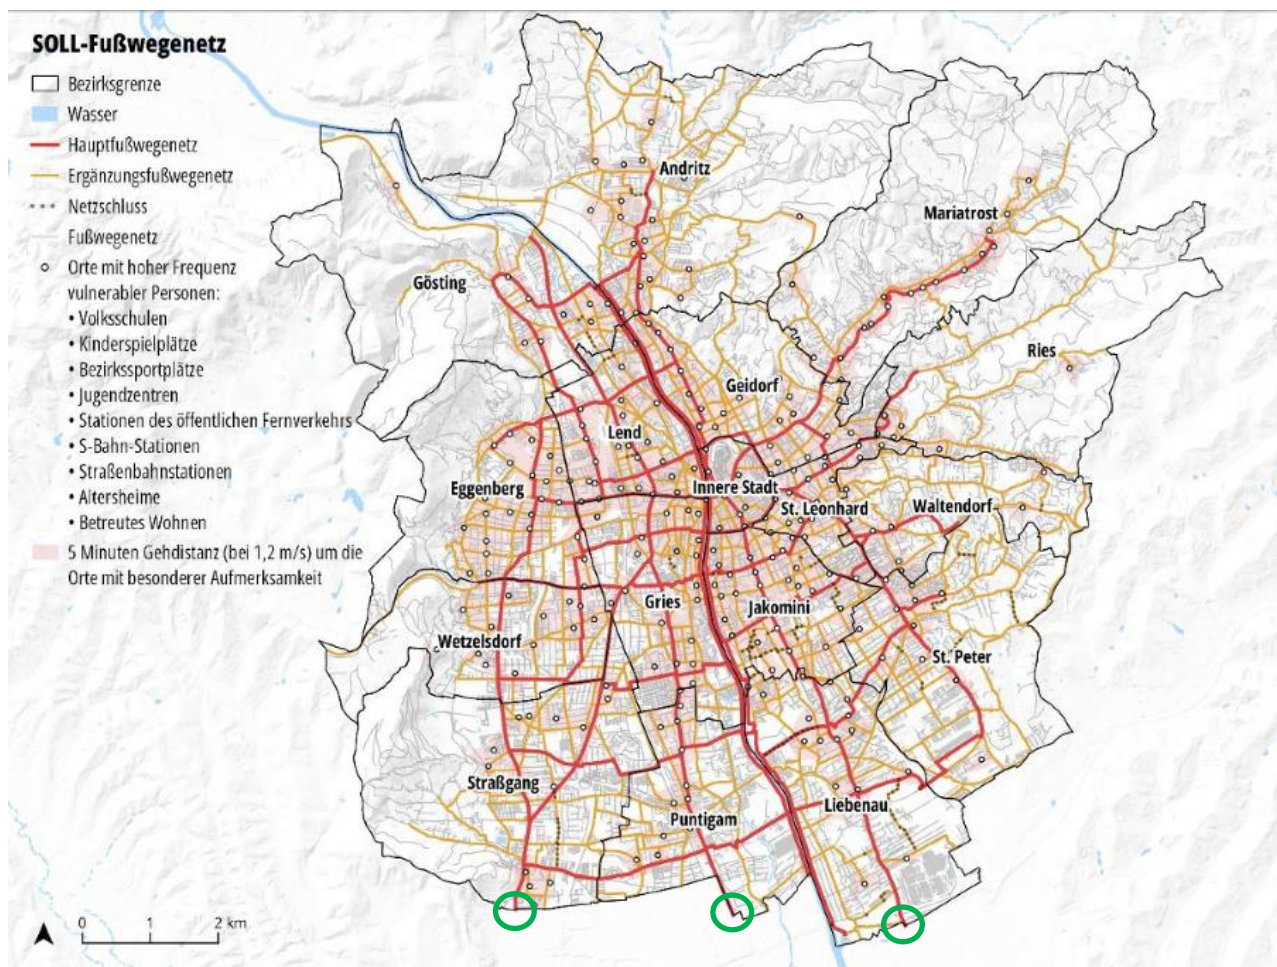 SOLL-Fußwegenetz
Bezirksgrenze
Wasser
Hauptfußwegenetz
Ergänzungsfußwegenetz
Netzschluss
Fußwegenetz
Orte mit hoher Frequenz
vulnerabler Personen:
• Volksschulen
• Kinderspielplätze
• Bezirkssportplätze
• Jugendzentren
• Stationen des öffentlichen Fernverkehrs
• S-Bahn-Stationen
• Straßenbahnstationen
• Altersheime
• Betreutes Wohnen
5 Minuten Gehdistanz (bei 1,2 m/s) um die
Orte mit besonderer Aufmerksamkeit
Andritz
Mariatrost
Gösting
Ries
Geidorf
Lend
Eggenberg
Innere Stadt
St. Leonhard
Waltendorf
Gries
Jakomini
Wetzelsdorf
St. Peter
Straßgang
Puntigam
Liebenau
0 1 2 km